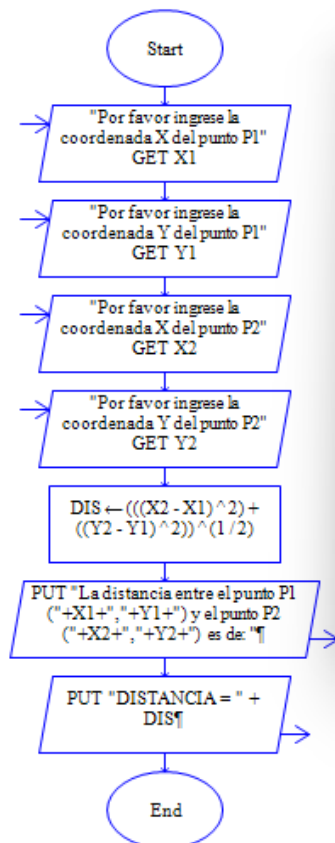 Start
"Por favor ingrese la
coordenada X del punto P1"
GET X1
"Por favor ingrese la
coordenada Y del punto P1"
GET Y1
"Por favor ingrese la
coordenada X del punto P2"
GET X2
"Por favor ingrese la
coordenada Y del punto P2"
GET Y2
DIS ← (((X2 - X1)^2) +
((Y2 - Y1)^2))^(1/2)
PUT "La distancia entre el punto P1
("+X1+","+Y1+") y el punto P2
("+X2+","+Y2+") es de: "¶
PUT "DISTANCIA = " +
DIS¶
End